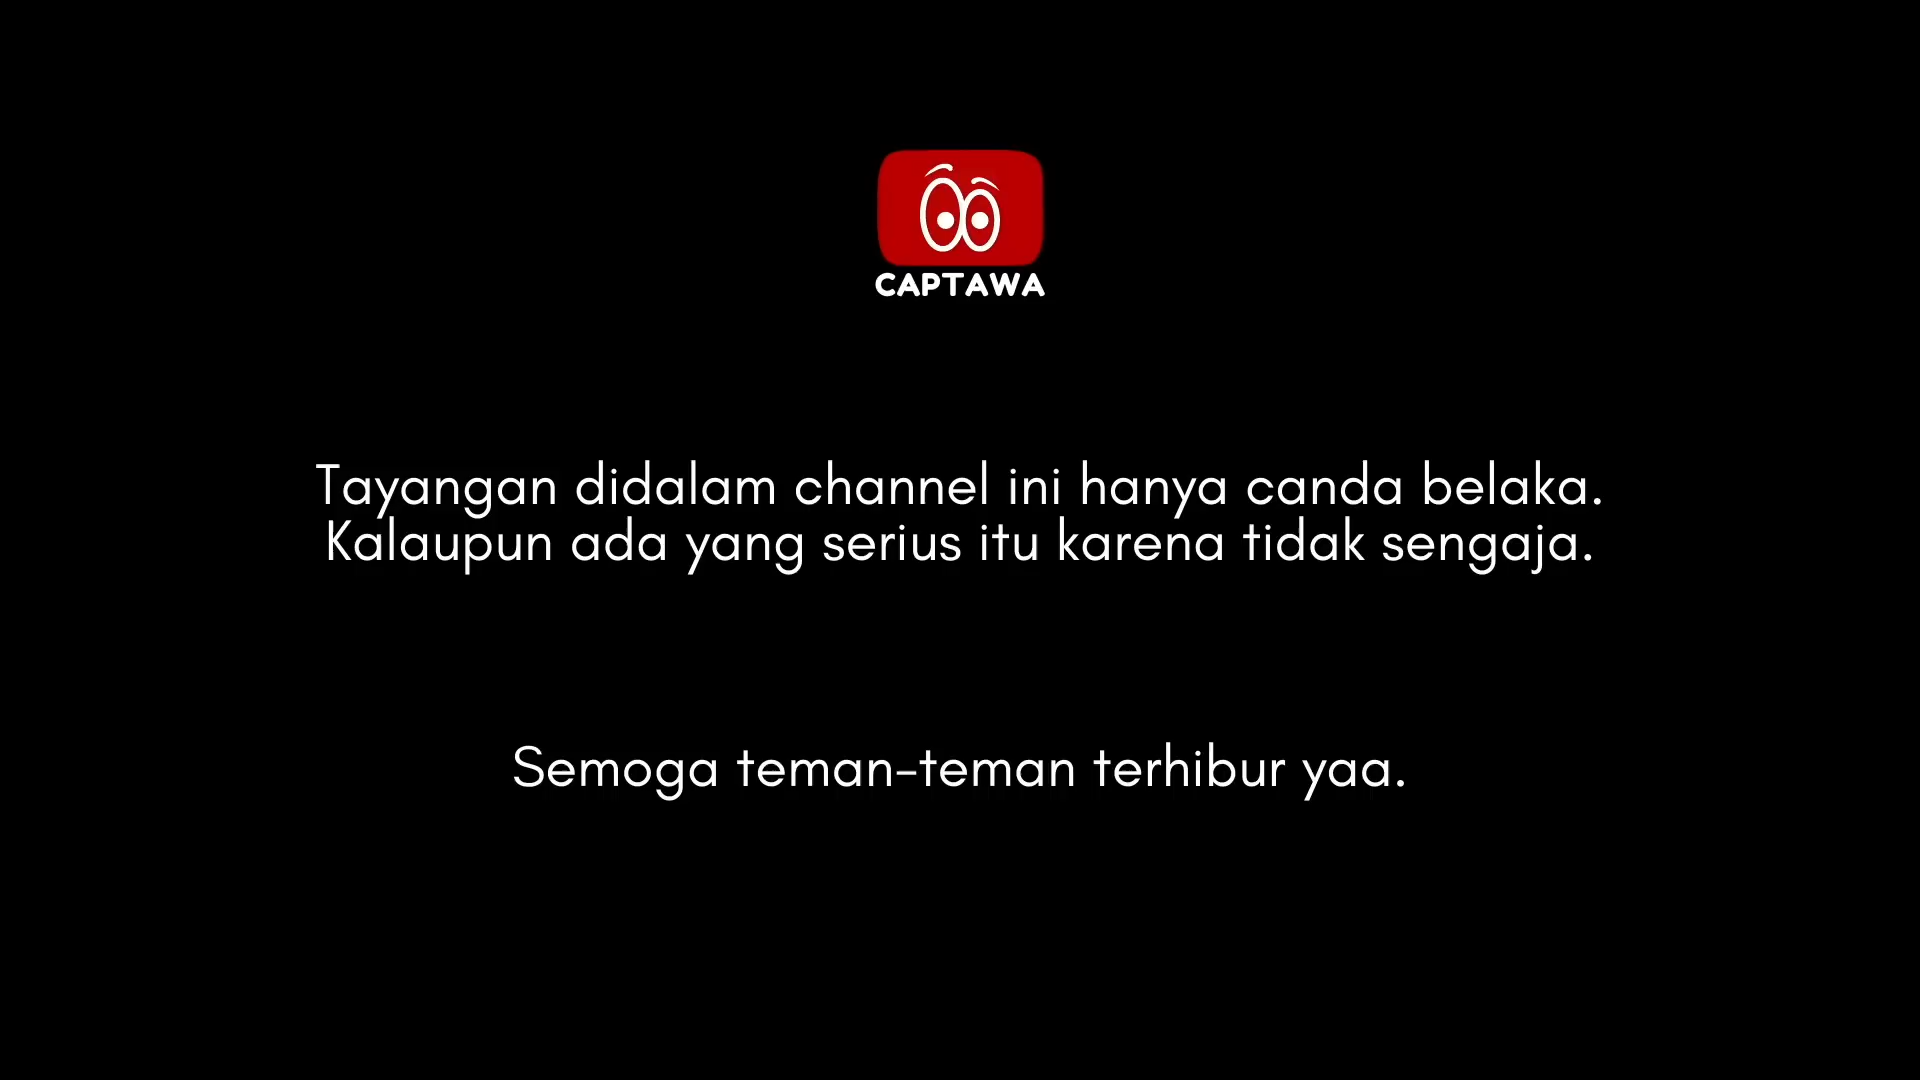 CAPTAWA
Tayangan didalam channel ini hanya canda belaka.
Kalaupun ada yang serius itu karena tidak sengaja.
Semoga teman-teman terhibur yaa.